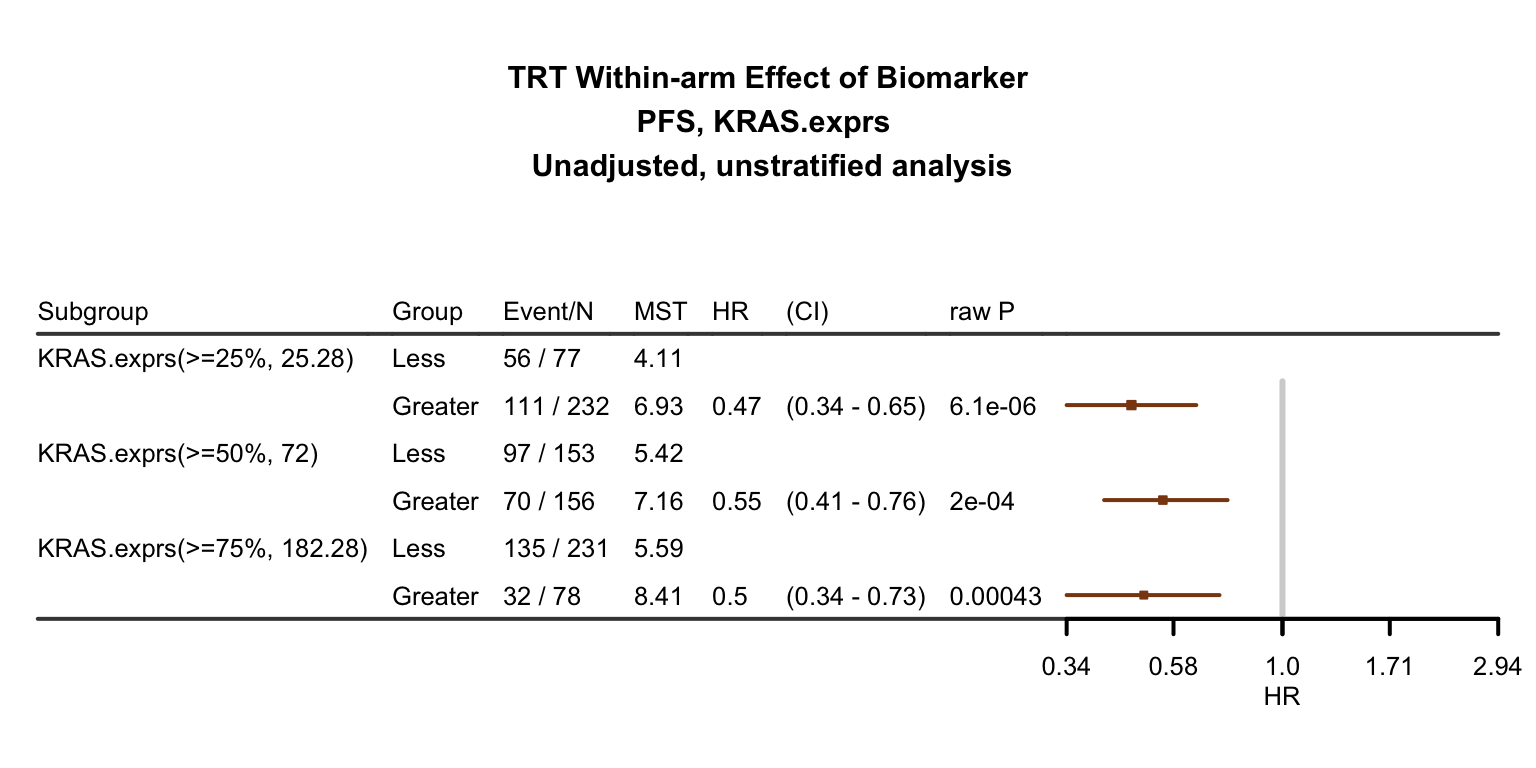 TRT Within-arm Effect of Biomarker
PFS, KRAS.exprs
Unadjusted, unstratified analysis
Subgroup Group Event/N MST HR (CI) raw P
KRAS.exprs(>=25%, 25.28) Less 56 / 77 4.11
Greater 111 / 232 6.93 0.47 (0.34 - 0.65) 6.1e-06
KRAS.exprs(>=50%, 72) Less 97 / 153 5.42
Greater 70 / 156 7.16 0.55 (0.41 - 0.76) 2e-04
KRAS.exprs(>=75%, 182.28) Less 135 / 231 5.59
Greater 32 / 78 8.41 0.5 (0.34 - 0.73) 0.00043
0.34 0.58 1.0 1.71 2.94
HR